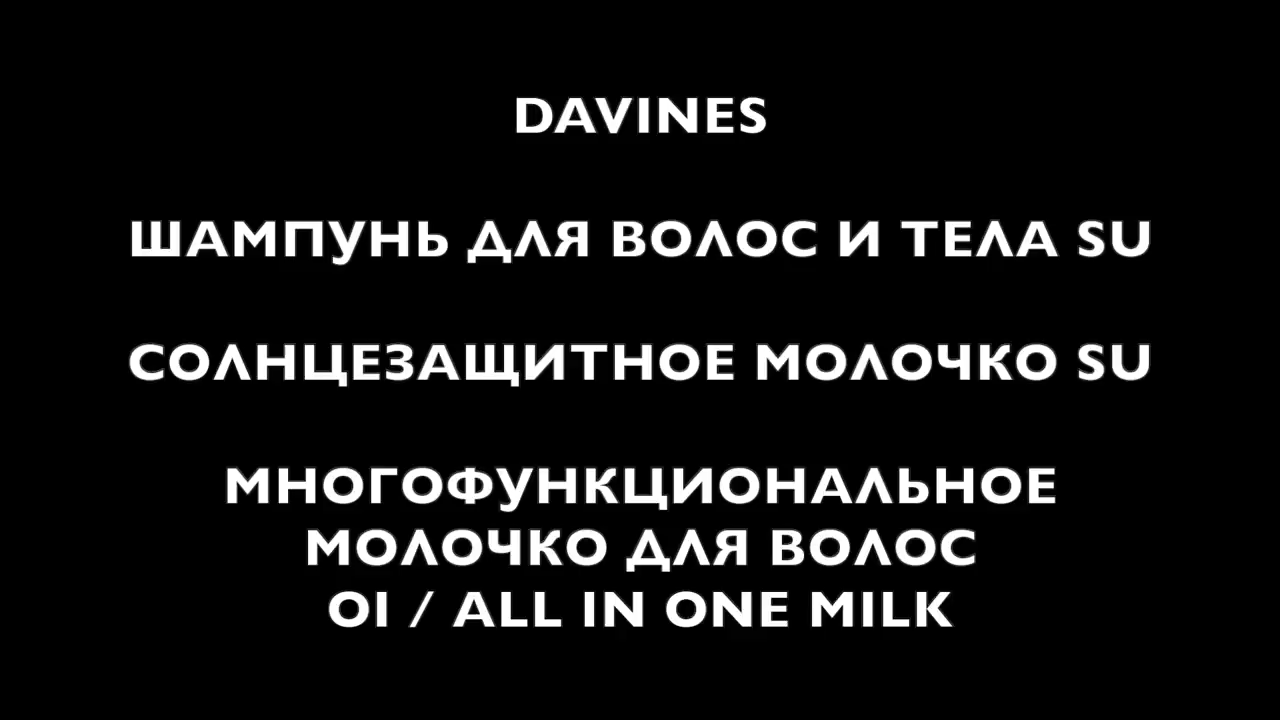 DAVINES
ШАМПУНЬ ДЛЯ ВОЛОС И ТЕЛА SU
СОЛНЦЕЗАЩИТНОЕ МОЛОЧКО SU
МНОГОФУНКЦИОНАЛЬНОЕ
МОЛОЧКО ДЛЯ ВОЛОС
OI / ALL IN ONE MILK